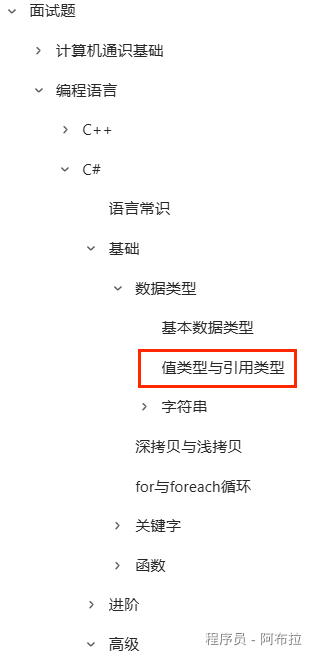 面试题
计算机通识基础
编程语言
C++
C#
语言常识
基础
数据类型
基本数据类型
值类型与引用类型
字符串
深拷贝与浅拷贝
for与foreach循环
关键字
函数
进阶
高级
程序员 - 阿布拉